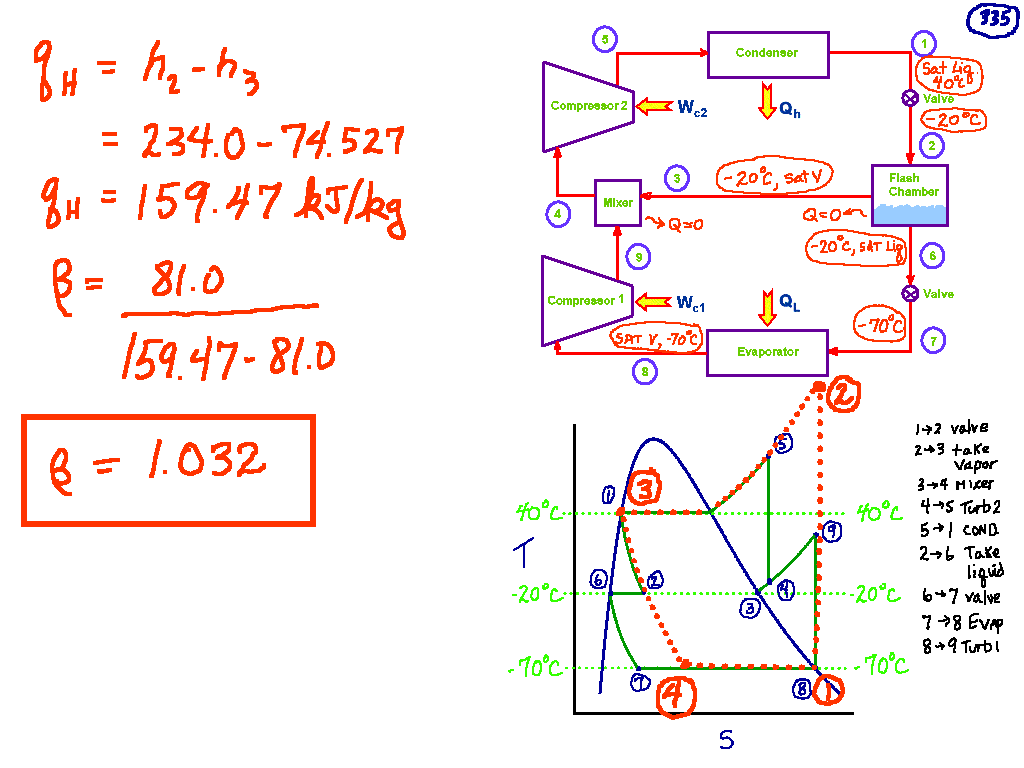 935
qH = h2 - h3
= 234.0 - 74.527
qH = 159.47 kJ/kg
β = 81.0
159.47 - 81.0
β = 1.032
5
Condenser
1
Sat Liq
40°C
Compressor 2
Wc2
Qh
Valve
-20°C
2
3
-20°C, sat V
Flash
Chamber
Mixer
4
Q=0
Q=0
-20°C, SAT Liq
6
9
Compressor 1
Wc1
QL
Valve
-70°C
SAT V, -70°C
Evaporator
7
8
2
5
1
3
40°C
40°C
9
T
6
2
4
-20°C
-20°C
3
-70°C
-70°C
7
4
8
1
S
1→2 valve
2→3 take
vapor
3→4 Mixer
4→5 Turb2
5→1 COND
2→6 Take
liquid
6→7 valve
7→8 EVAP
8→9 Turb1